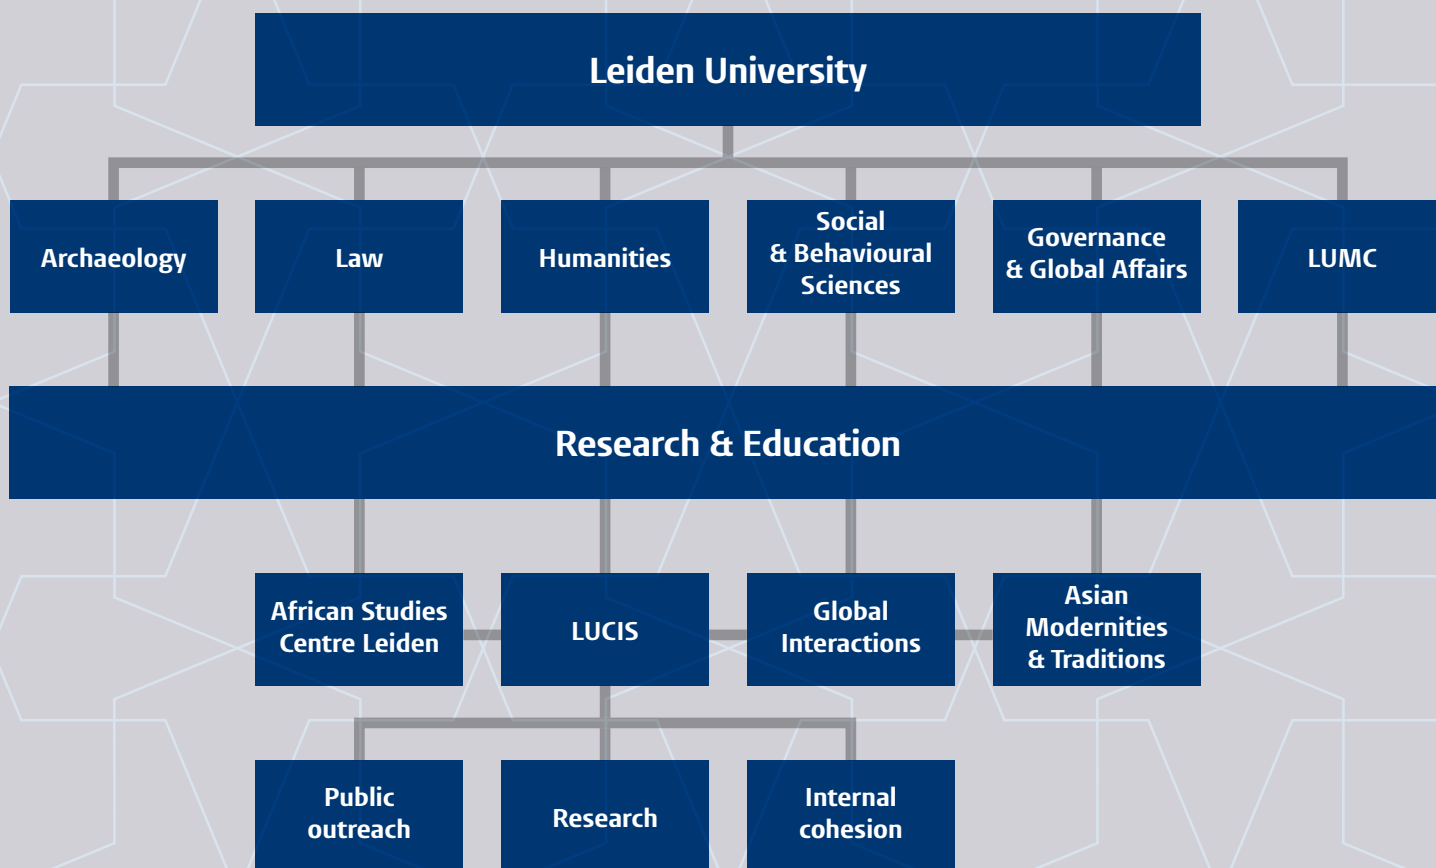 Leiden University
Archaeology
Law
Humanities
Social
& Behavioural
Sciences
Governance
& Global Affairs
LUMC
Research & Education
African Studies
Centre Leiden
LUCIS
Global
Interactions
Asian
Modernities
& Traditions
Public
outreach
Research
Internal
cohesion